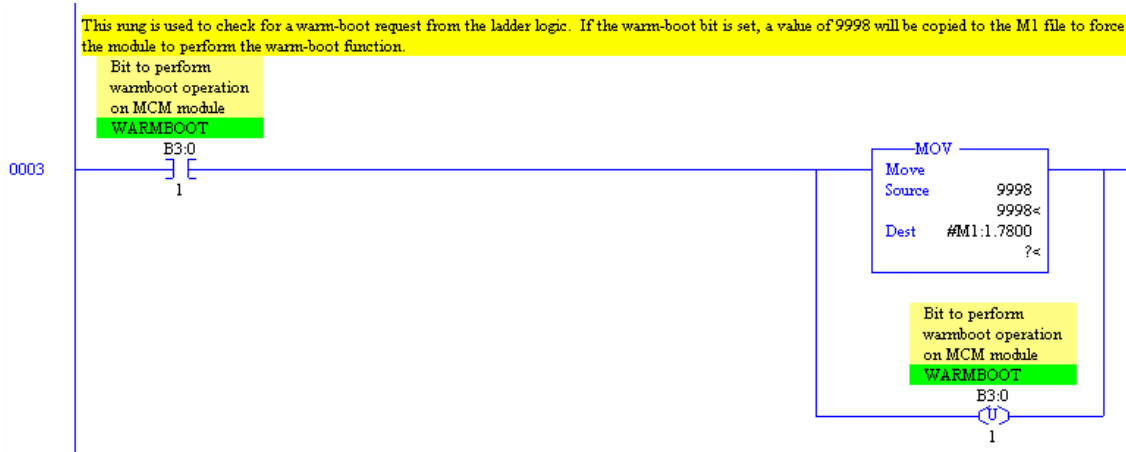 This rung is used to check for a warm-boot request from the ladder logic. If the warm-boot bit is set, a value of 9998 will be copied to the M1 file to force
the module to perform the warm-boot function.
Bit to perform
warmboot operation
on MCM module
WARMBOOT
B3:0
1
0003
MOV
Move
Source 9998
9998<
Dest #M1:1.7800
?<
Bit to perform
warmboot operation
on MCM module
WARMBOOT
B3:0
U
1